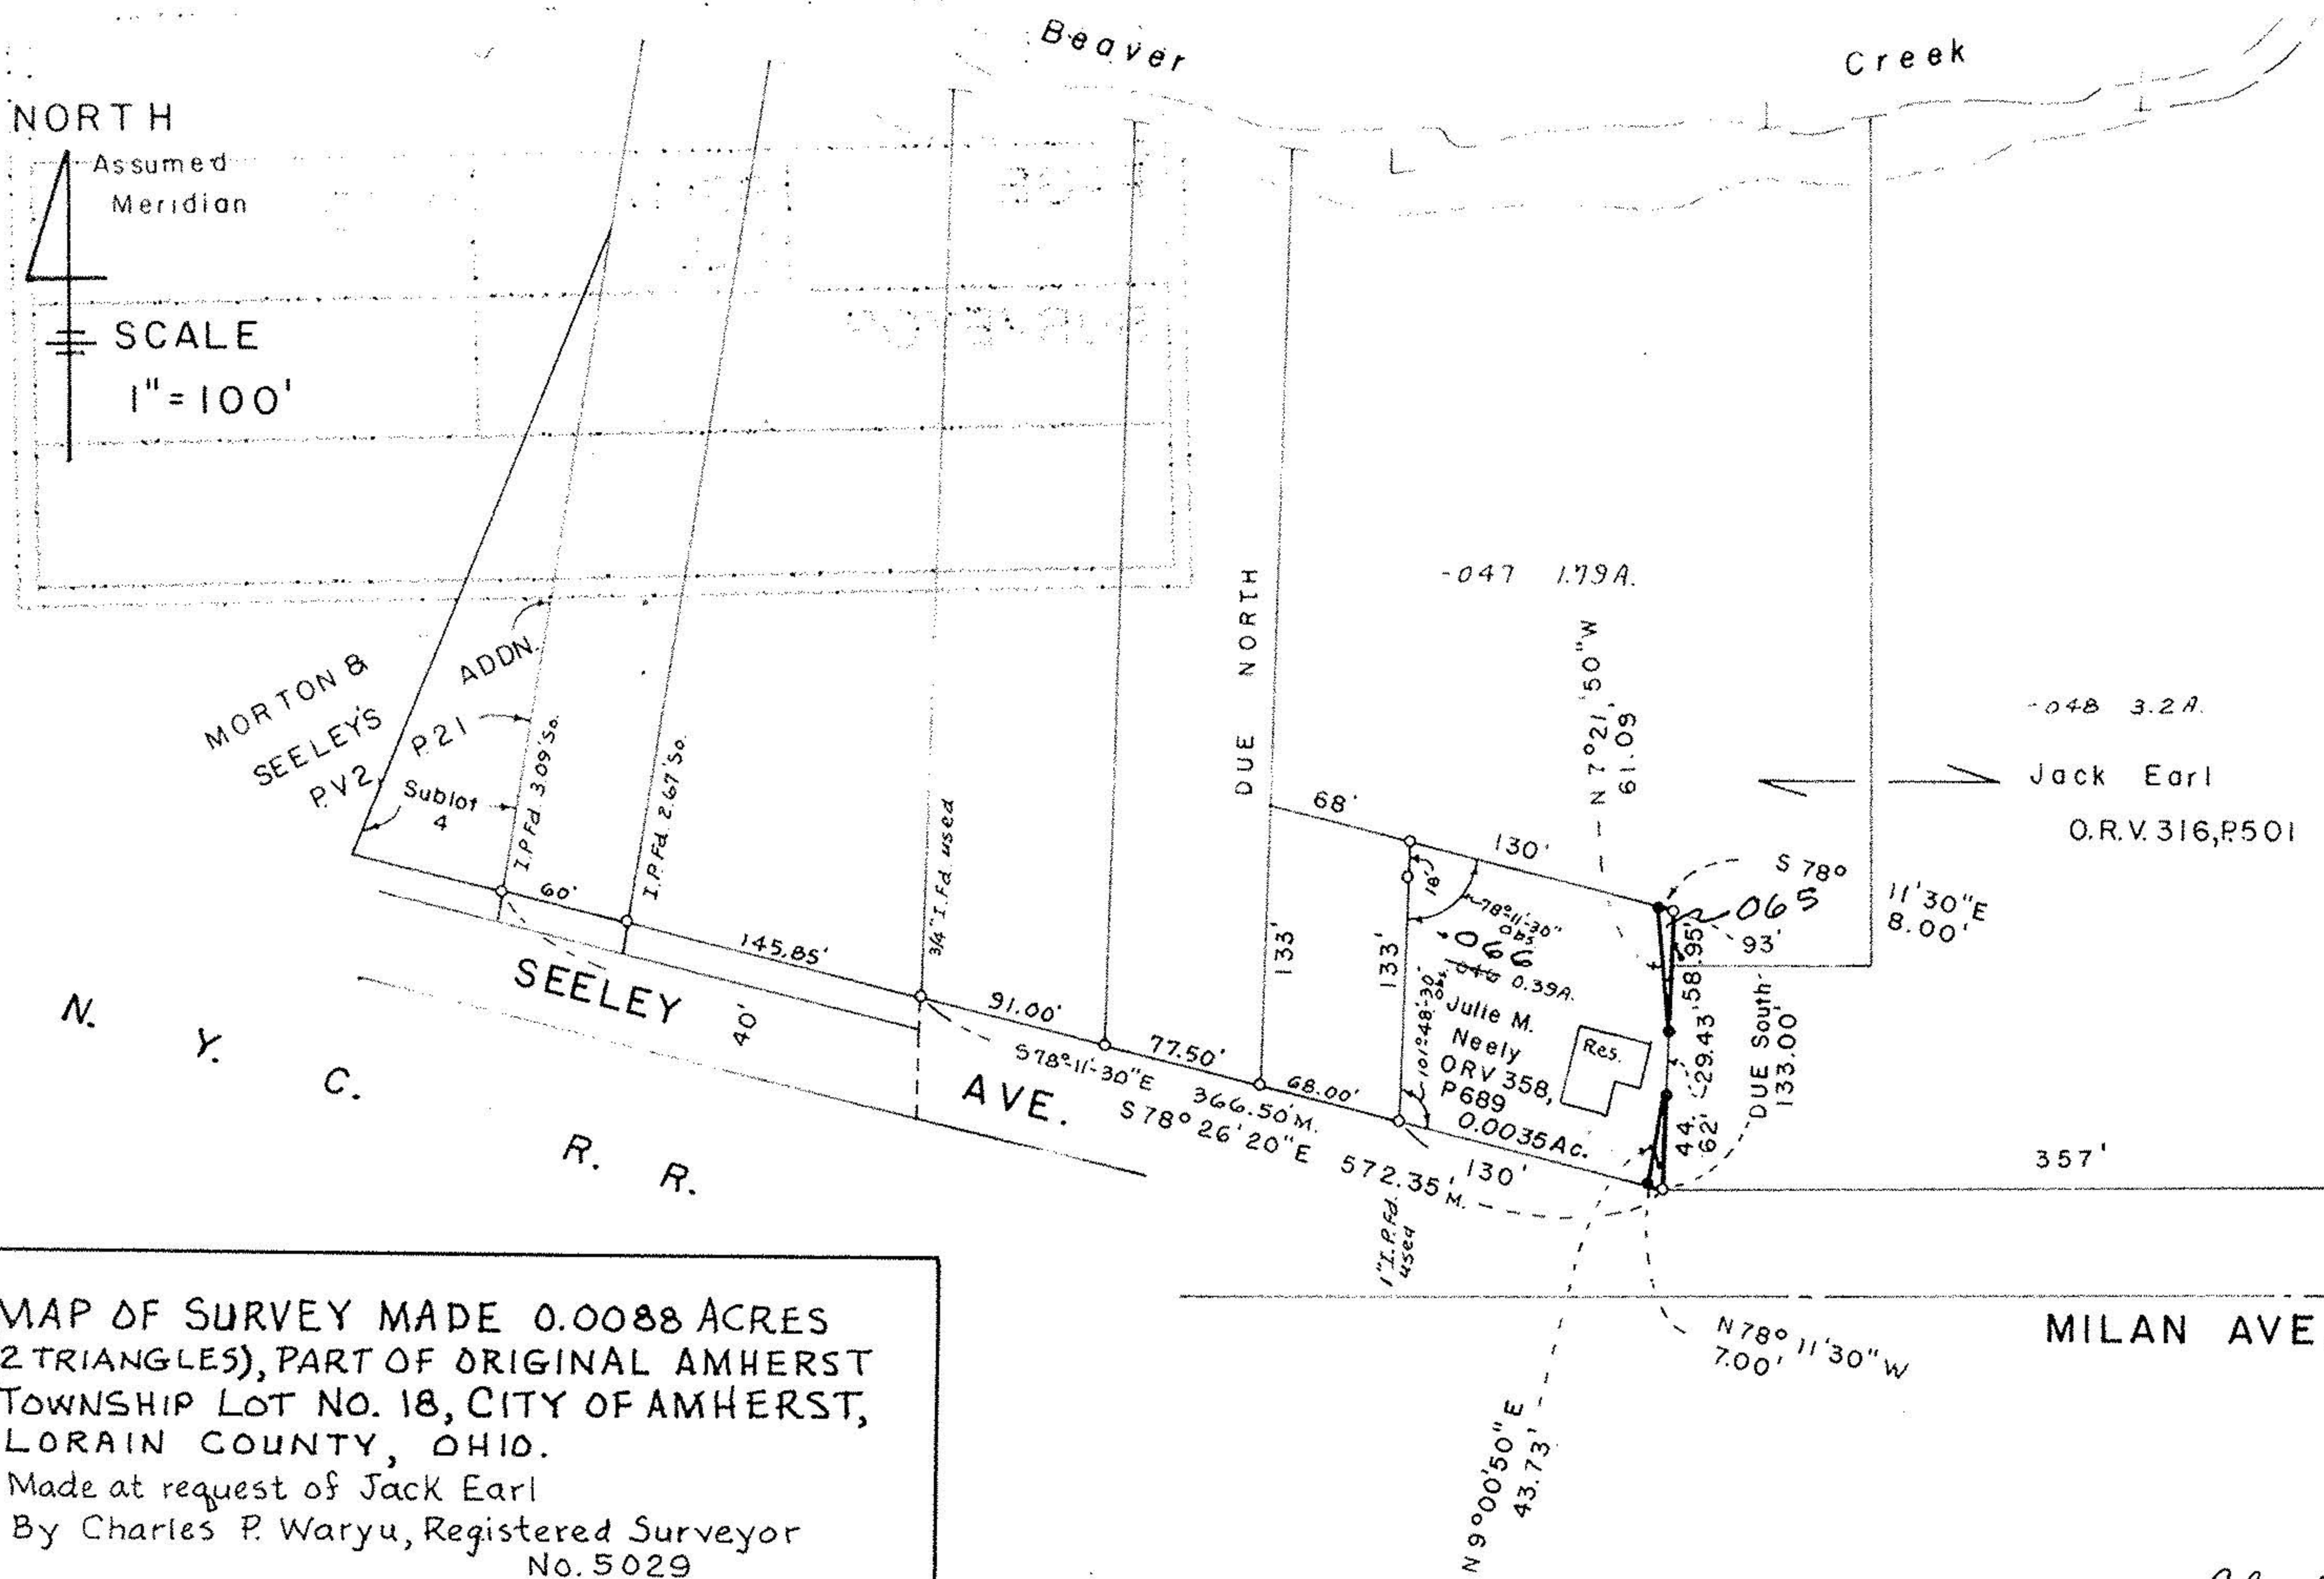 Beaver Creek
NORTH
Assumed
Meridian
SCALE
1"=100'
-047 1.79A.
DUE NORTH
N 7°21'50"W
61.09
-048 3.2A.
Jack Earl
O.R.V. 316, P.501
MORTON &
SEELEY'S ADDN.
P.V2, P.21
Sublot
4
I.P.Fd. 3.09' So.
I.P.Fd. 2.67' So.
3/4" I.Fd. used
68'
130'
S 78°
11'30"E
8.00'
065
93'
18'
78°-11'-30"
obs.
066
040 0.39A.
133'
133'
101°48'-30"
obs.
Julie M.
Neely
ORV 358,
P689
0.0035Ac.
Res.
58.95'
29.43'
44.
62'
DUE South
133.00'
60'
145.85'
91.00'
77.50'
68.00'
130'
357'
SEELEY AVE.
40'
S78°-11'-30"E 366.50'M.
S 78° 26'20"E 572.35'M.
1" I.P.Fd.
used
N. Y. C. R. R.
MILAN AVE
N 78° 11'30"W
7.00'
N 9°00'50"E
43.73'
MAP OF SURVEY MADE 0.0088 ACRES
2 TRIANGLES), PART OF ORIGINAL AMHERST
TOWNSHIP LOT NO. 18, CITY OF AMHERST,
LORAIN COUNTY, OHIO.
Made at request of Jack Earl
By Charles P. Waryu, Registered Surveyor
No. 5029